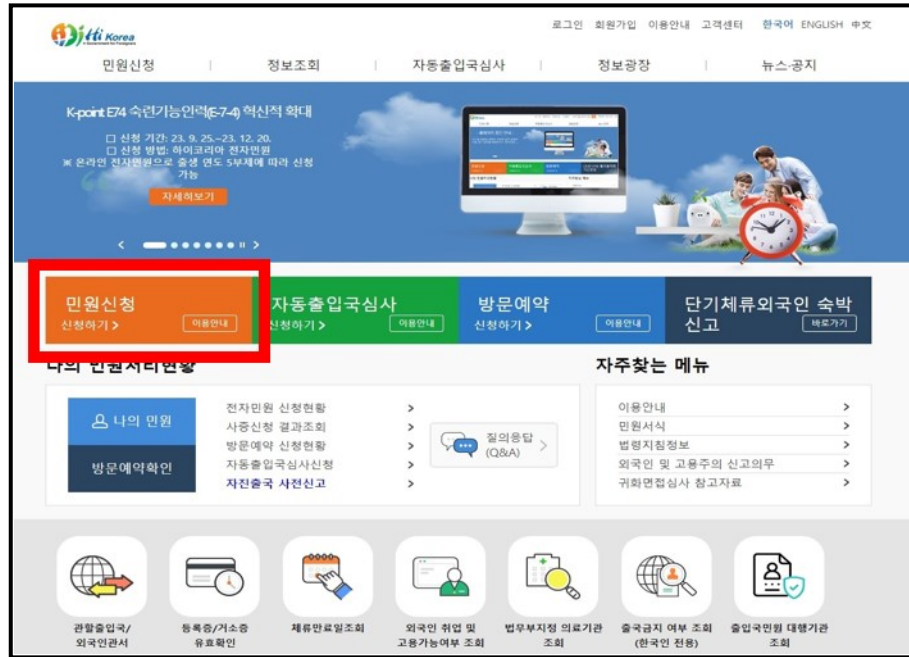 로그인 회원가입 이용안내 고객센터 한국어 ENGLISH 中文
Hi Korea
e-Government for Foreigners
민원신청 정보조회 자동출입국심사 정보광장 뉴스·공지
K-point E74 숙련기능인력(E-7-4) 혁신적 확대
□ 신청 기간: 23. 9. 25.~23. 12. 20.
□ 신청 방법: 하이코리아 전자민원
※ 온라인 전자민원으로 출생 연도 5부제에 따라 신청
가능
자세히보기
민원신청
신청하기 >
이용안내
자동출입국심사
신청하기 >
이용안내
방문예약
신청하기 >
이용안내
단기체류외국인 숙박
신고
바로가기
나의 민원처리현황
나의 민원
방문예약확인
전자민원 신청현황 >
사증신청 결과조회 >
방문예약 신청현황 >
자동출입국심사신청 >
자진출국 사전신고 >
질의응답
(Q&A)
자주찾는 메뉴
이용안내 >
민원서식 >
법령지침정보 >
외국인 및 고용주의 신고의무 >
귀화면접심사 참고자료 >
관할출입국/
외국인관서
등록증/거소증
유효확인
체류만료일조회
외국인 취업 및
고용가능여부 조회
법무부지정 의료기관
조회
출국금지 여부 조회
(한국인 전용)
출입국민원 대행기관
조회